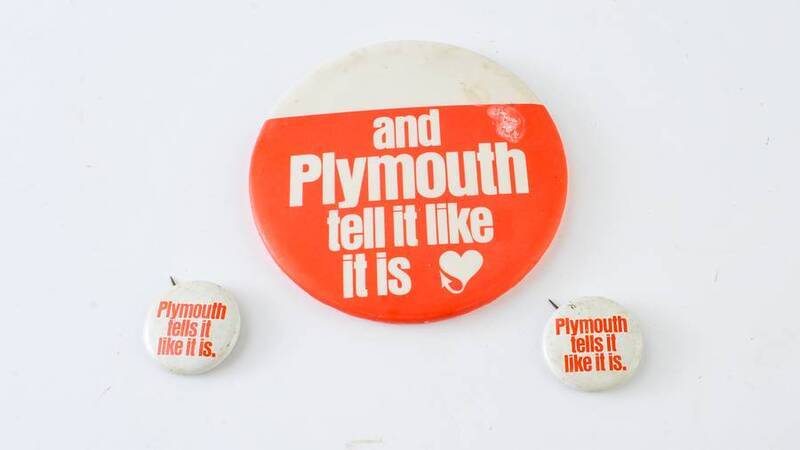 and
Plymouth
tell it like
it is
Plymouth
tells it
like it is.
Plymouth
tells it
like it is.